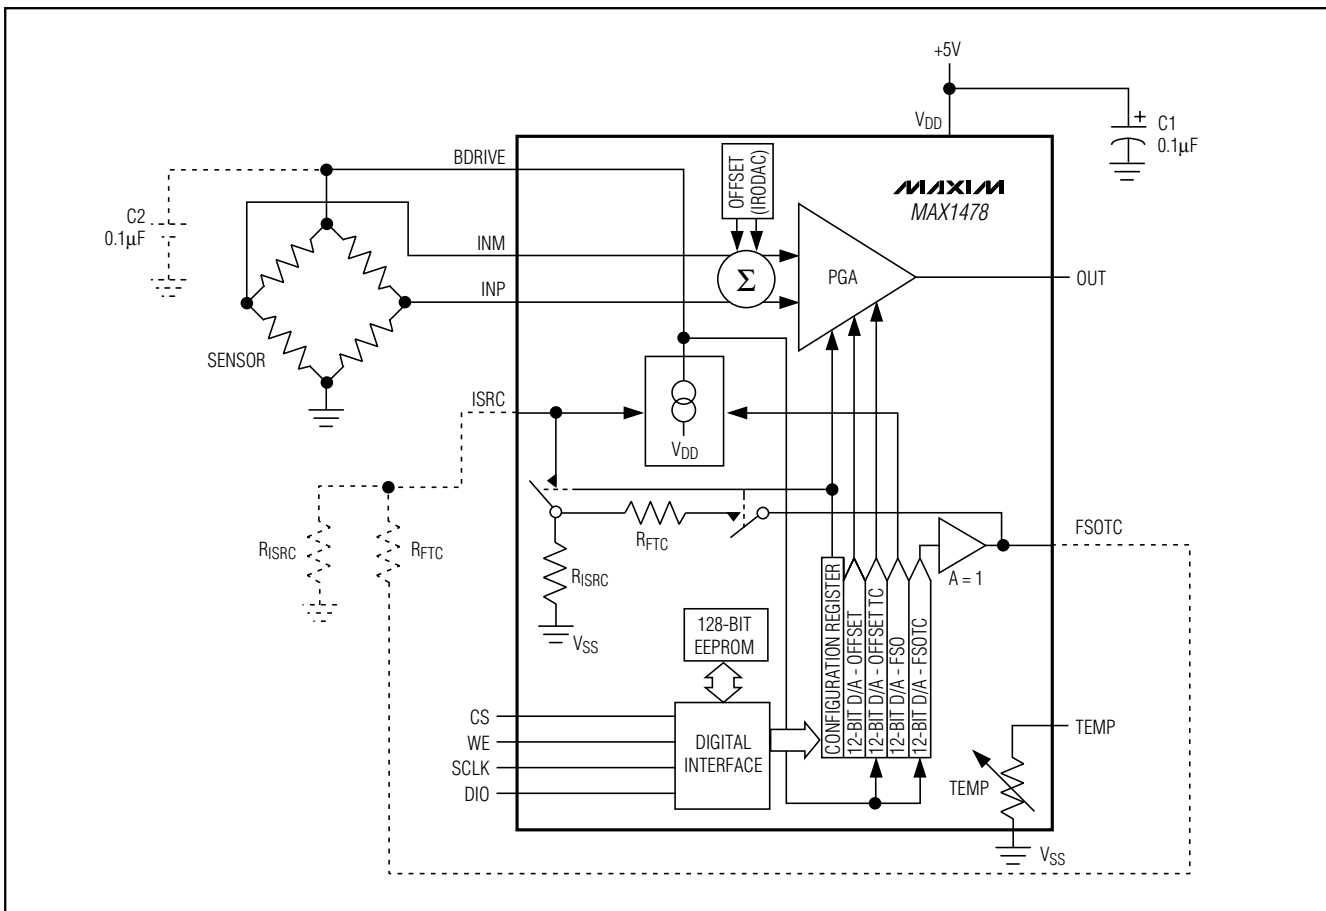 +5V
VDD
C1
0.1µF
+
BDRIVE
OFFSET
(IRODAC)
MAXIM
MAX1478
C2
0.1µF
INM
INP
Σ
PGA
OUT
SENSOR
ISRC
VDD
RISRC
RFTC
RFTC
RISRC
VSS
FSOTC
A = 1
128-BIT
EEPROM
CONFIGURATION REGISTER
12-BIT D/A - OFFSET
12-BIT D/A - OFFSET TC
12-BIT D/A - FSO
12-BIT D/A - FSOTC
CS
WE
SCLK
DIO
DIGITAL
INTERFACE
TEMP
TEMP
VSS